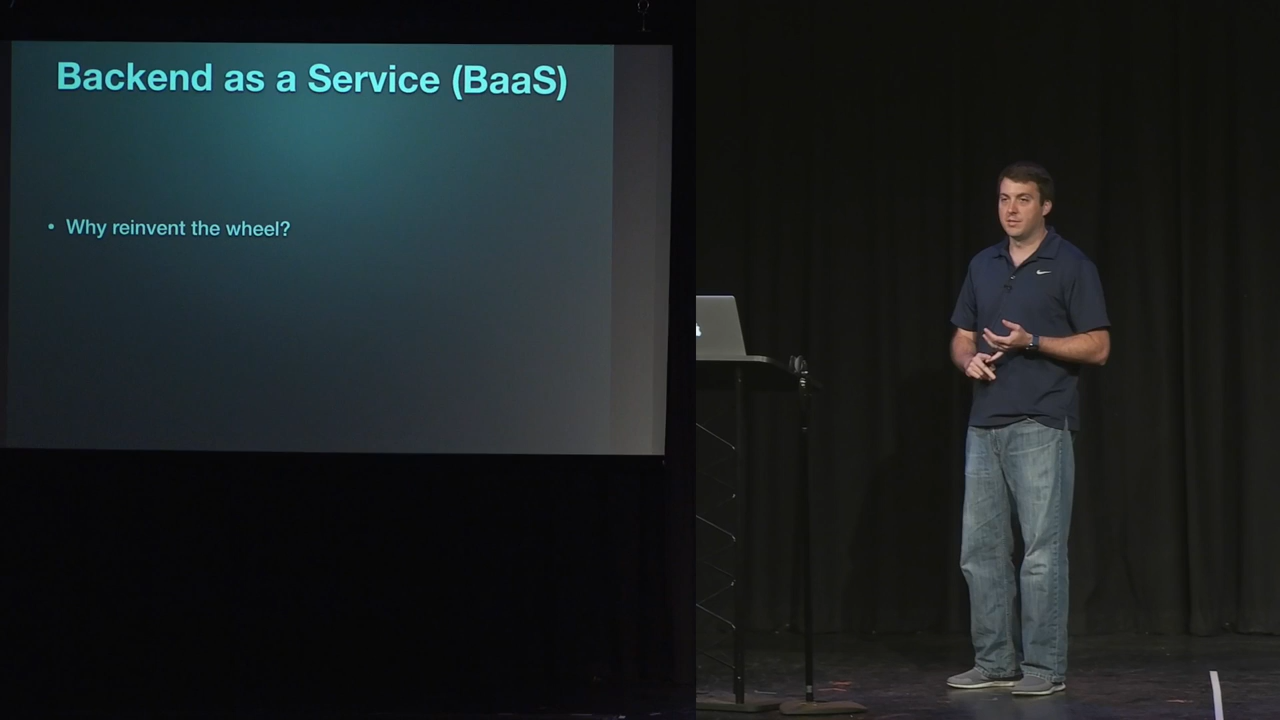 Backend as a Service (BaaS)
• Why reinvent the wheel?